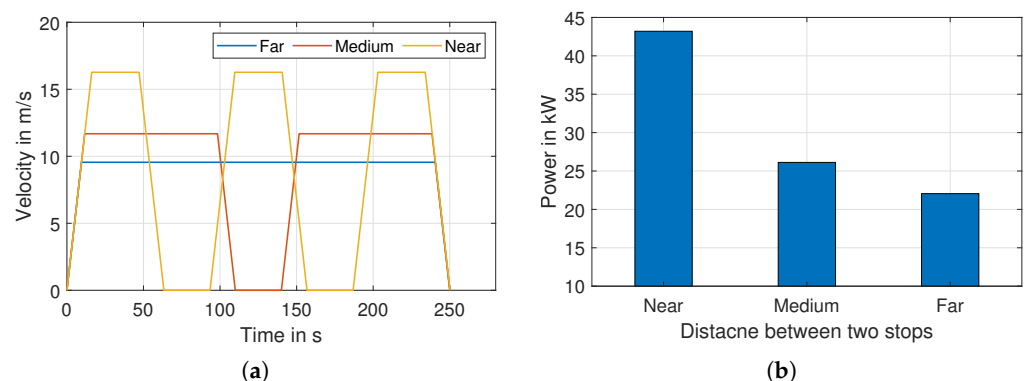 20
15
10
5
0
Velocity in m/s
Far
Medium
Near
0 50 100 150 200 250
Time in s
(a)
45
40
35
30
25
20
15
10
Power in kW
Near Medium Far
Distacne between two stops
(b)